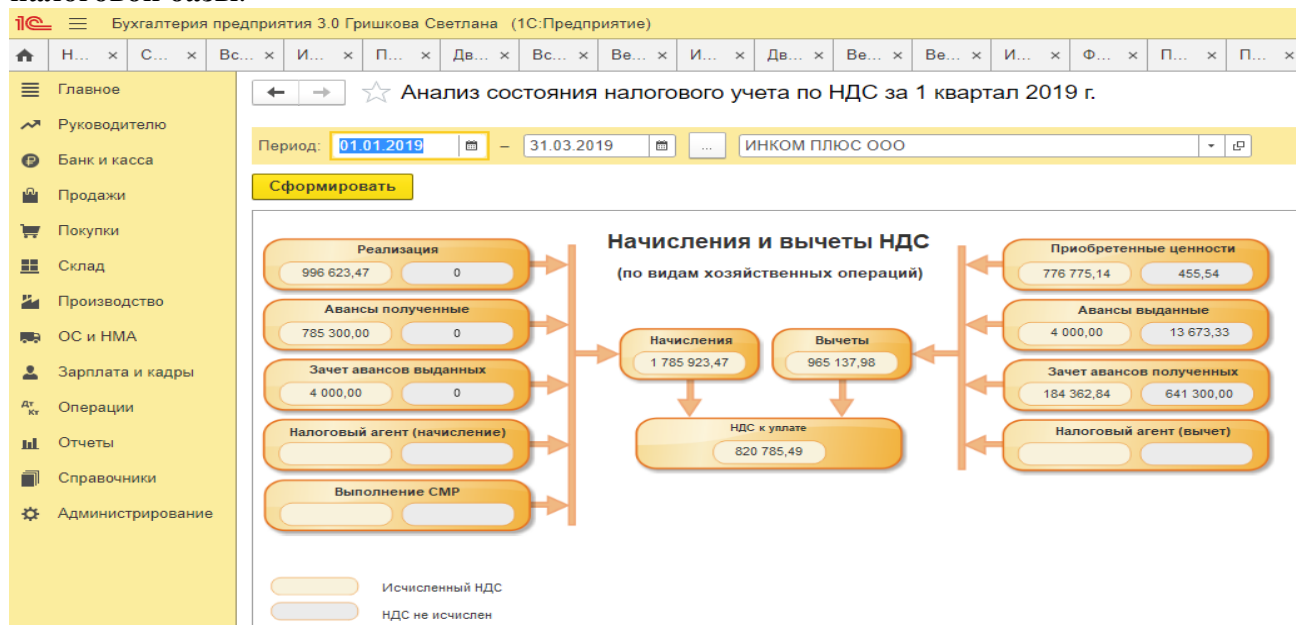 1С Бухгалтерия предприятия 3.0 Гришкова Светлана (1С:Предприятие)
Н... × С... × Вс... × И... × П... × Дв... × Вс... × Ве... × И... × Дв... × Ве... × Ве... × И... × Ф... × П... × П... ×
Главное
Руководителю
Банк и касса
Продажи
Покупки
Склад
Производство
ОС и НМА
Зарплата и кадры
Дт Кт Операции
Отчеты
Справочники
Администрирование
Анализ состояния налогового учета по НДС за 1 квартал 2019 г.
Период: 01.01.2019 – 31.03.2019 ... ИНКОМ ПЛЮС ООО
Сформировать
Начисления и вычеты НДС
(по видам хозяйственных операций)
Реализация
996 623,47 0
Авансы полученные
785 300,00 0
Зачет авансов выданных
4 000,00 0
Налоговый агент (начисление)
Выполнение СМР
Начисления
1 785 923,47
Вычеты
965 137,98
НДС к уплате
820 785,49
Приобретенные ценности
776 775,14 455,54
Авансы выданные
4 000,00 13 673,33
Зачет авансов полученных
184 362,84 641 300,00
Налоговый агент (вычет)
Исчисленный НДС
НДС не исчислен